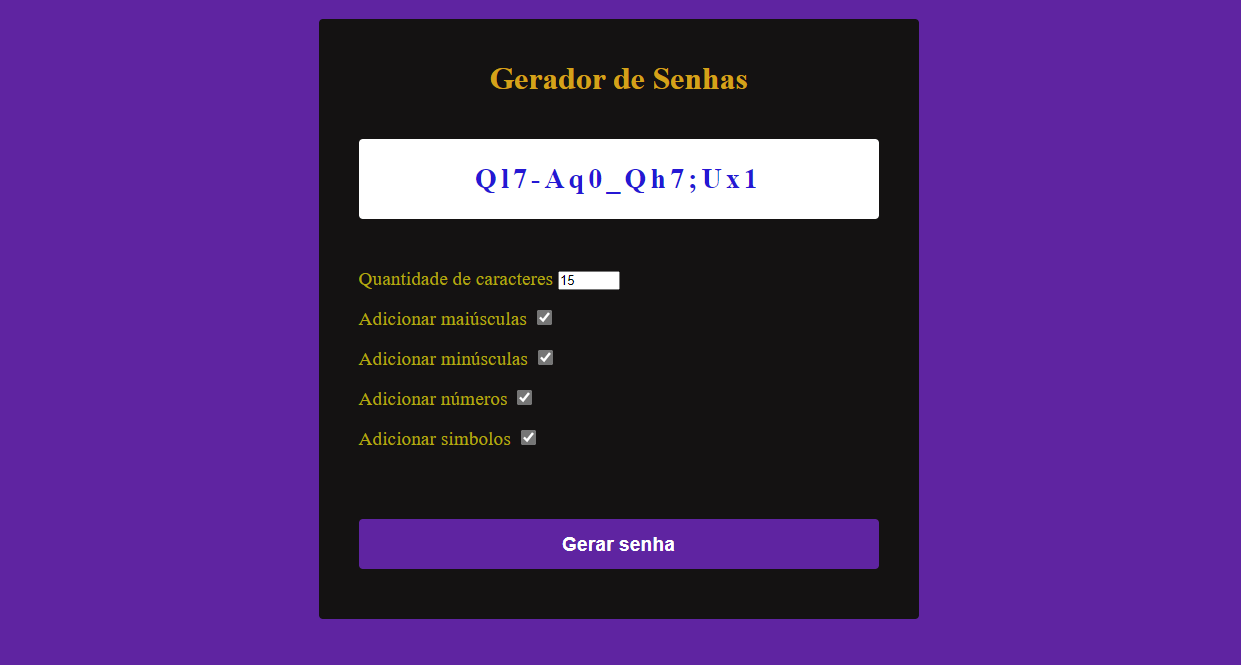 Gerador de Senhas
Ql7-Aq0_Qh7;Ux1
Quantidade de caracteres 15
Adicionar maiúsculas
Adicionar minúsculas
Adicionar números
Adicionar simbolos
Gerar senha